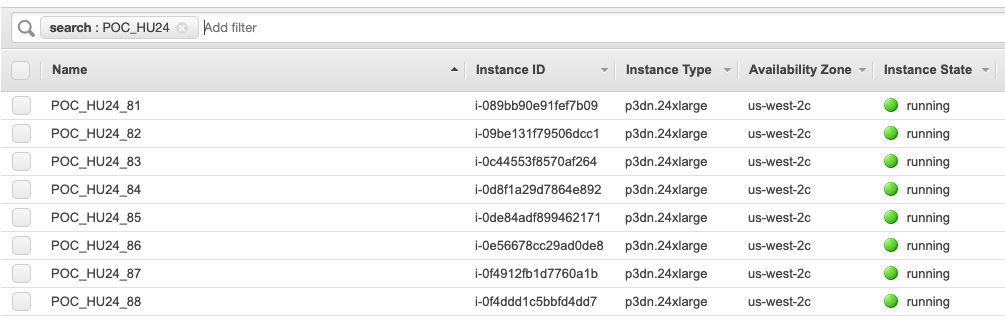 search : POC_HU24 Add filter
Name Instance ID Instance Type Availability Zone Instance State
POC_HU24_81 i-089bb90e91fef7b09 p3dn.24xlarge us-west-2c running
POC_HU24_82 i-09be131f79506dcc1 p3dn.24xlarge us-west-2c running
POC_HU24_83 i-0c44553f8570af264 p3dn.24xlarge us-west-2c running
POC_HU24_84 i-0d8f1a29d7864e892 p3dn.24xlarge us-west-2c running
POC_HU24_85 i-0de84adf899462171 p3dn.24xlarge us-west-2c running
POC_HU24_86 i-0e56678cc29ad0de8 p3dn.24xlarge us-west-2c running
POC_HU24_87 i-0f4912fb1d7760a1b p3dn.24xlarge us-west-2c running
POC_HU24_88 i-0f4ddd1c5bbfd4dd7 p3dn.24xlarge us-west-2c running